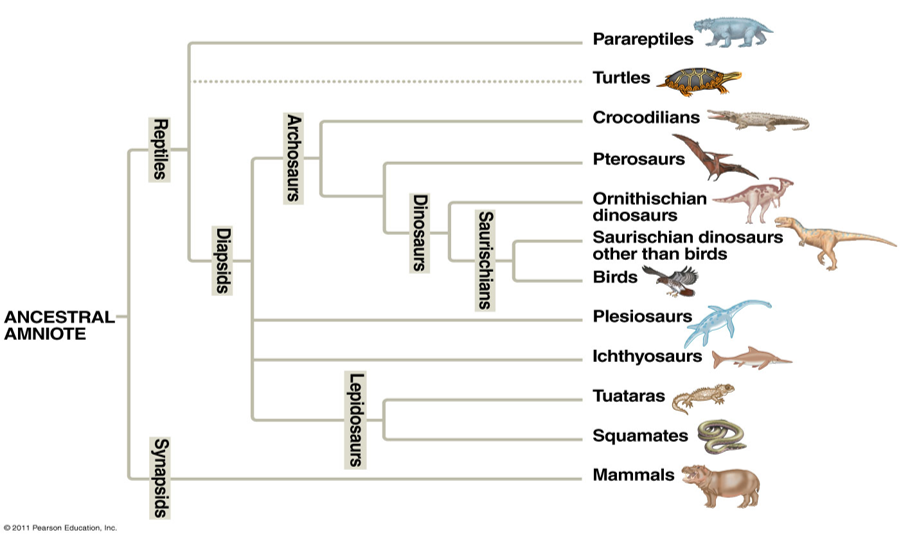 Parareptiles
Turtles
Crocodilians
Pterosaurs
Ornithischian
dinosaurs
Saurischian dinosaurs
other than birds
Birds
Plesiosaurs
Ichthyosaurs
Tuataras
Squamates
Mammals
Reptiles
Archosaurs
Dinosaurs
Saurischians
Diapsids
Lepidosaurs
Synapsids
ANCESTRAL
AMNIOTE
© 2011 Pearson Education, Inc.